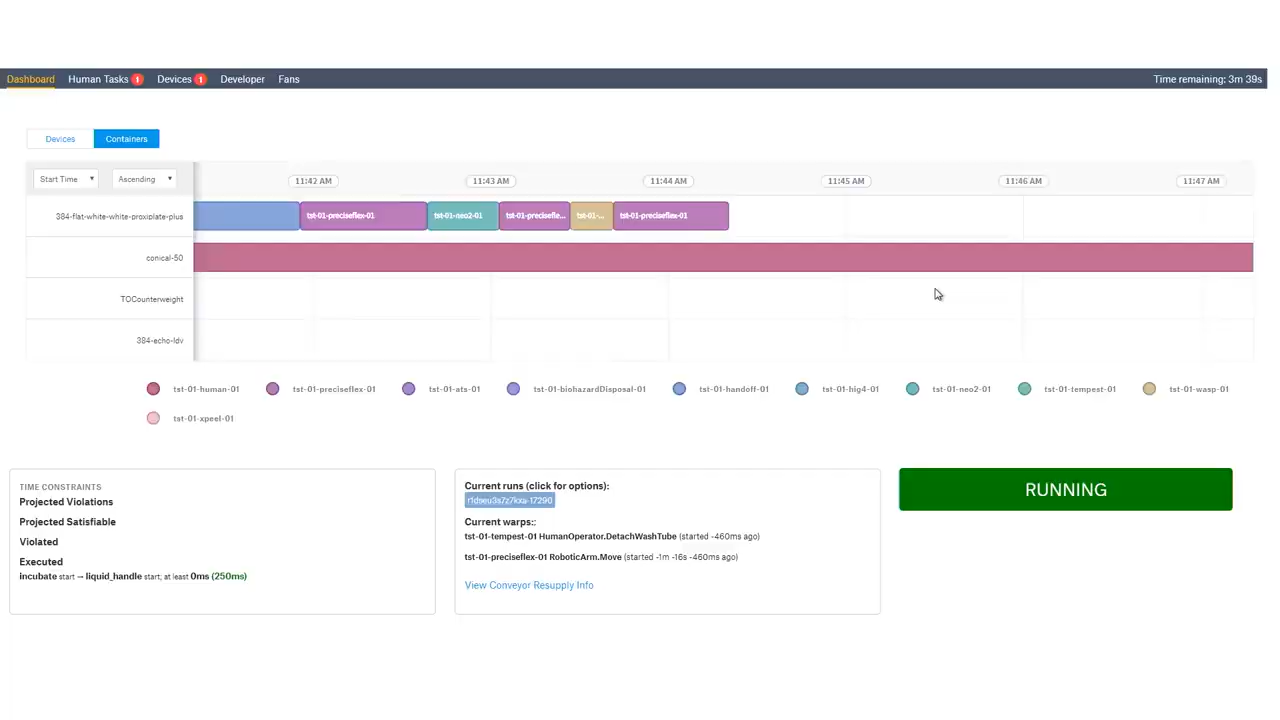 Dashboard Human Tasks 1 Devices 1 Developer Fans Time remaining: 3m 39s
Devices Containers
Start Time Ascending 11:42 AM 11:43 AM 11:44 AM 11:45 AM 11:46 AM 11:47 AM
384-flat-white-white-proxiplate-plus tst-01-preciseflex-01 tst-01-neo2-01 tst-01-precisefle... tst-01-... tst-01-preciseflex-01
conical-50
TOCounterweight
384-echo-ldv
tst-01-human-01 tst-01-preciseflex-01 tst-01-ats-01 tst-01-biohazardDisposal-01 tst-01-handoff-01 tst-01-hig4-01 tst-01-neo2-01 tst-01-tempest-01 tst-01-wasp-01
tst-01-xpeel-01
TIME CONSTRAINTS
Projected Violations
Projected Satisfiable
Violated
Executed
incubate start → liquid_handle start; at least 0ms (250ms)
Current runs (click for options):
r1dseu3s7z7kxa-17290
Current warps::
tst-01-tempest-01 HumanOperator.DetachWashTube (started -460ms ago)
tst-01-preciseflex-01 RoboticArm.Move (started -1m -16s -460ms ago)
View Conveyor Resupply Info
RUNNING